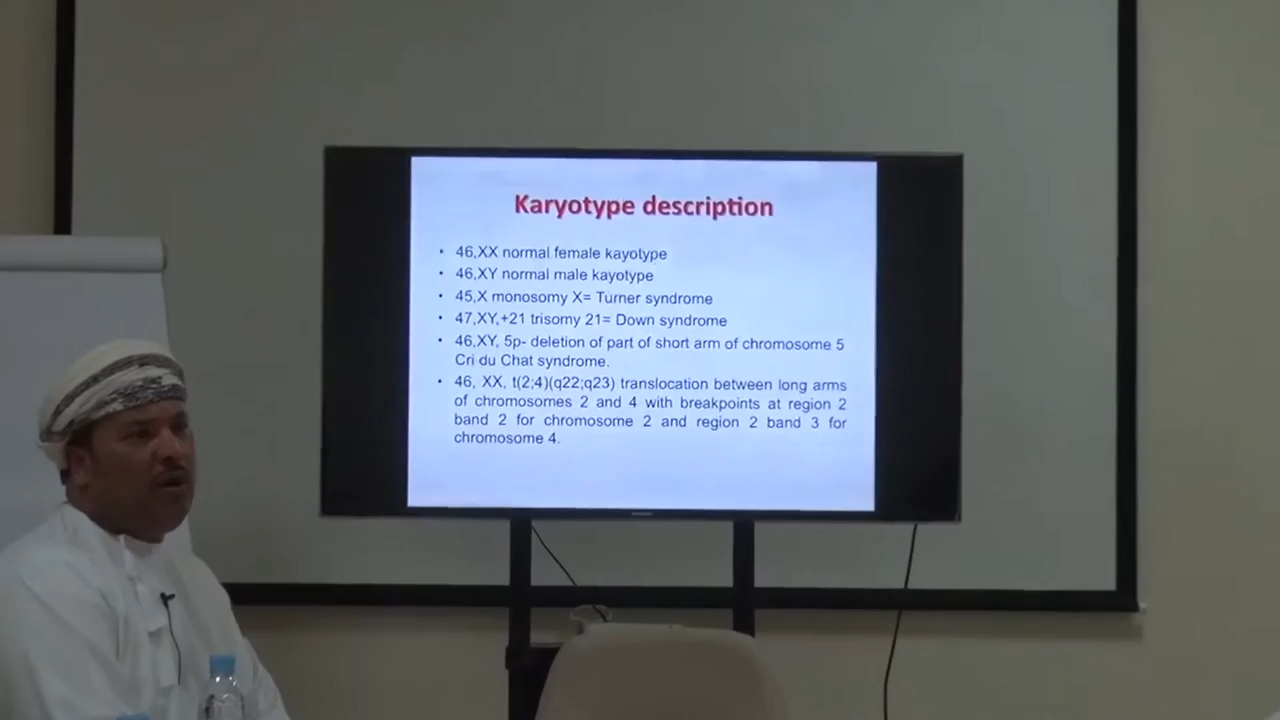 Karyotype description
• 46,XX normal female kayotype
• 46,XY normal male kayotype
• 45,X monosomy X= Turner syndrome
• 47,XY,+21 trisomy 21= Down syndrome
• 46,XY, 5p- deletion of part of short arm of chromosome 5
Cri du Chat syndrome.
• 46, XX, t(2;4)(q22;q23) translocation between long arms
of chromosomes 2 and 4 with breakpoints at region 2
band 2 for chromosome 2 and region 2 band 3 for
chromosome 4.